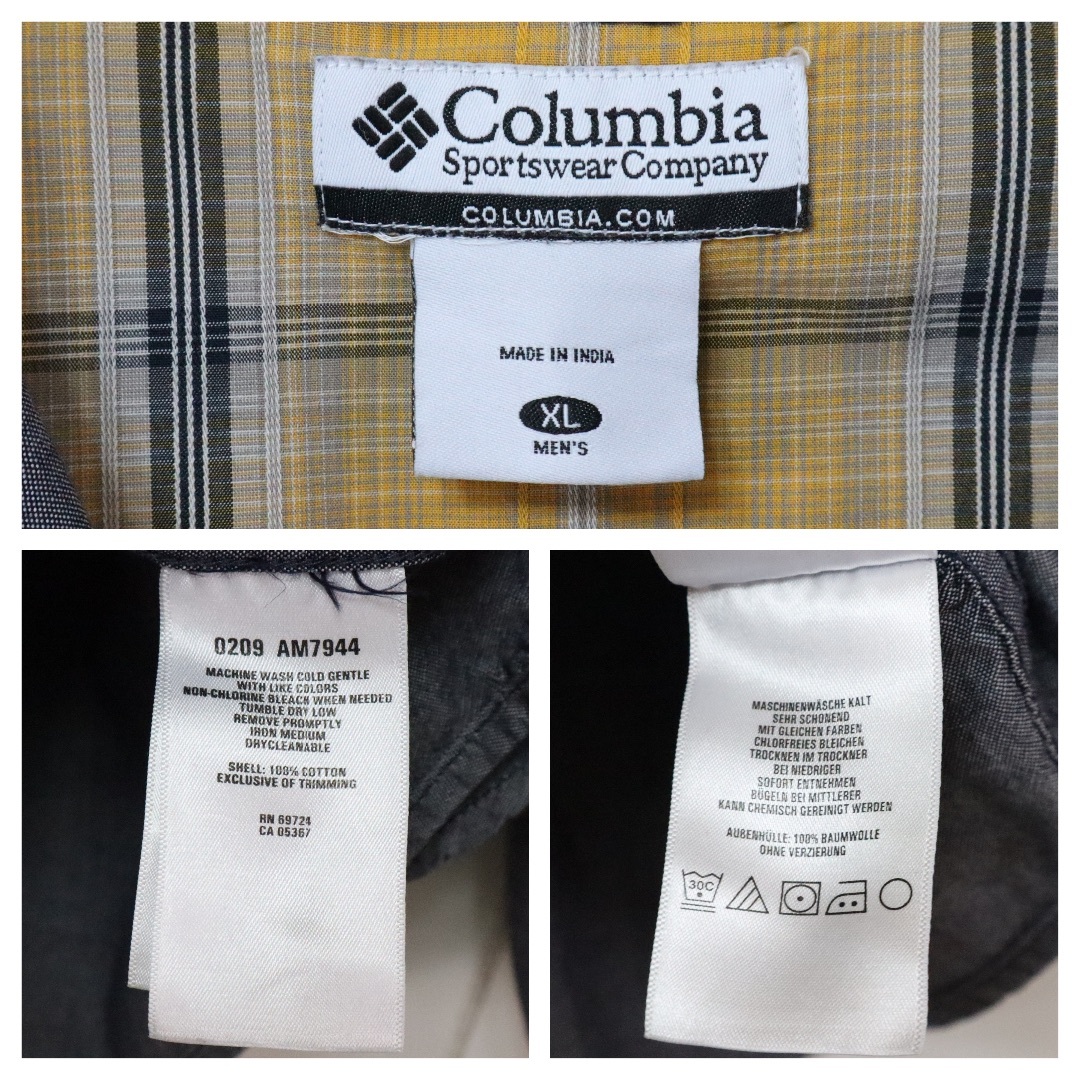 Columbia
Sportswear Company
COLUMBIA.COM
MADE IN INDIA
XL
MEN'S
0209 AM7944
MACHINE WASH COLD GENTLE
WITH LIKE COLORS
NON-CHLORINE BLEACH WHEN NEEDED
TUMBLE DRY LOW
REMOVE PROMPTLY
IRON MEDIUM
DRYCLEANABLE
SHELL: 100% COTTON
EXCLUSIVE OF TRIMMING
RN 69724
CA 05367
MASCHINENWÄSCHE KALT
SEHR SCHONEND
MIT GLEICHEN FARBEN
CHLORFREIES BLEICHEN
TROCKNEN IM TROCKNER
BEI NIEDRIGER
SOFORT ENTNEHMEN
BÜGELN BEI MITTLERER
KANN CHEMISCH GEREINIGT WERDEN
AUßENHÜLLE: 100% BAUMWOLLE
OHNE VERZIERUNG
30C